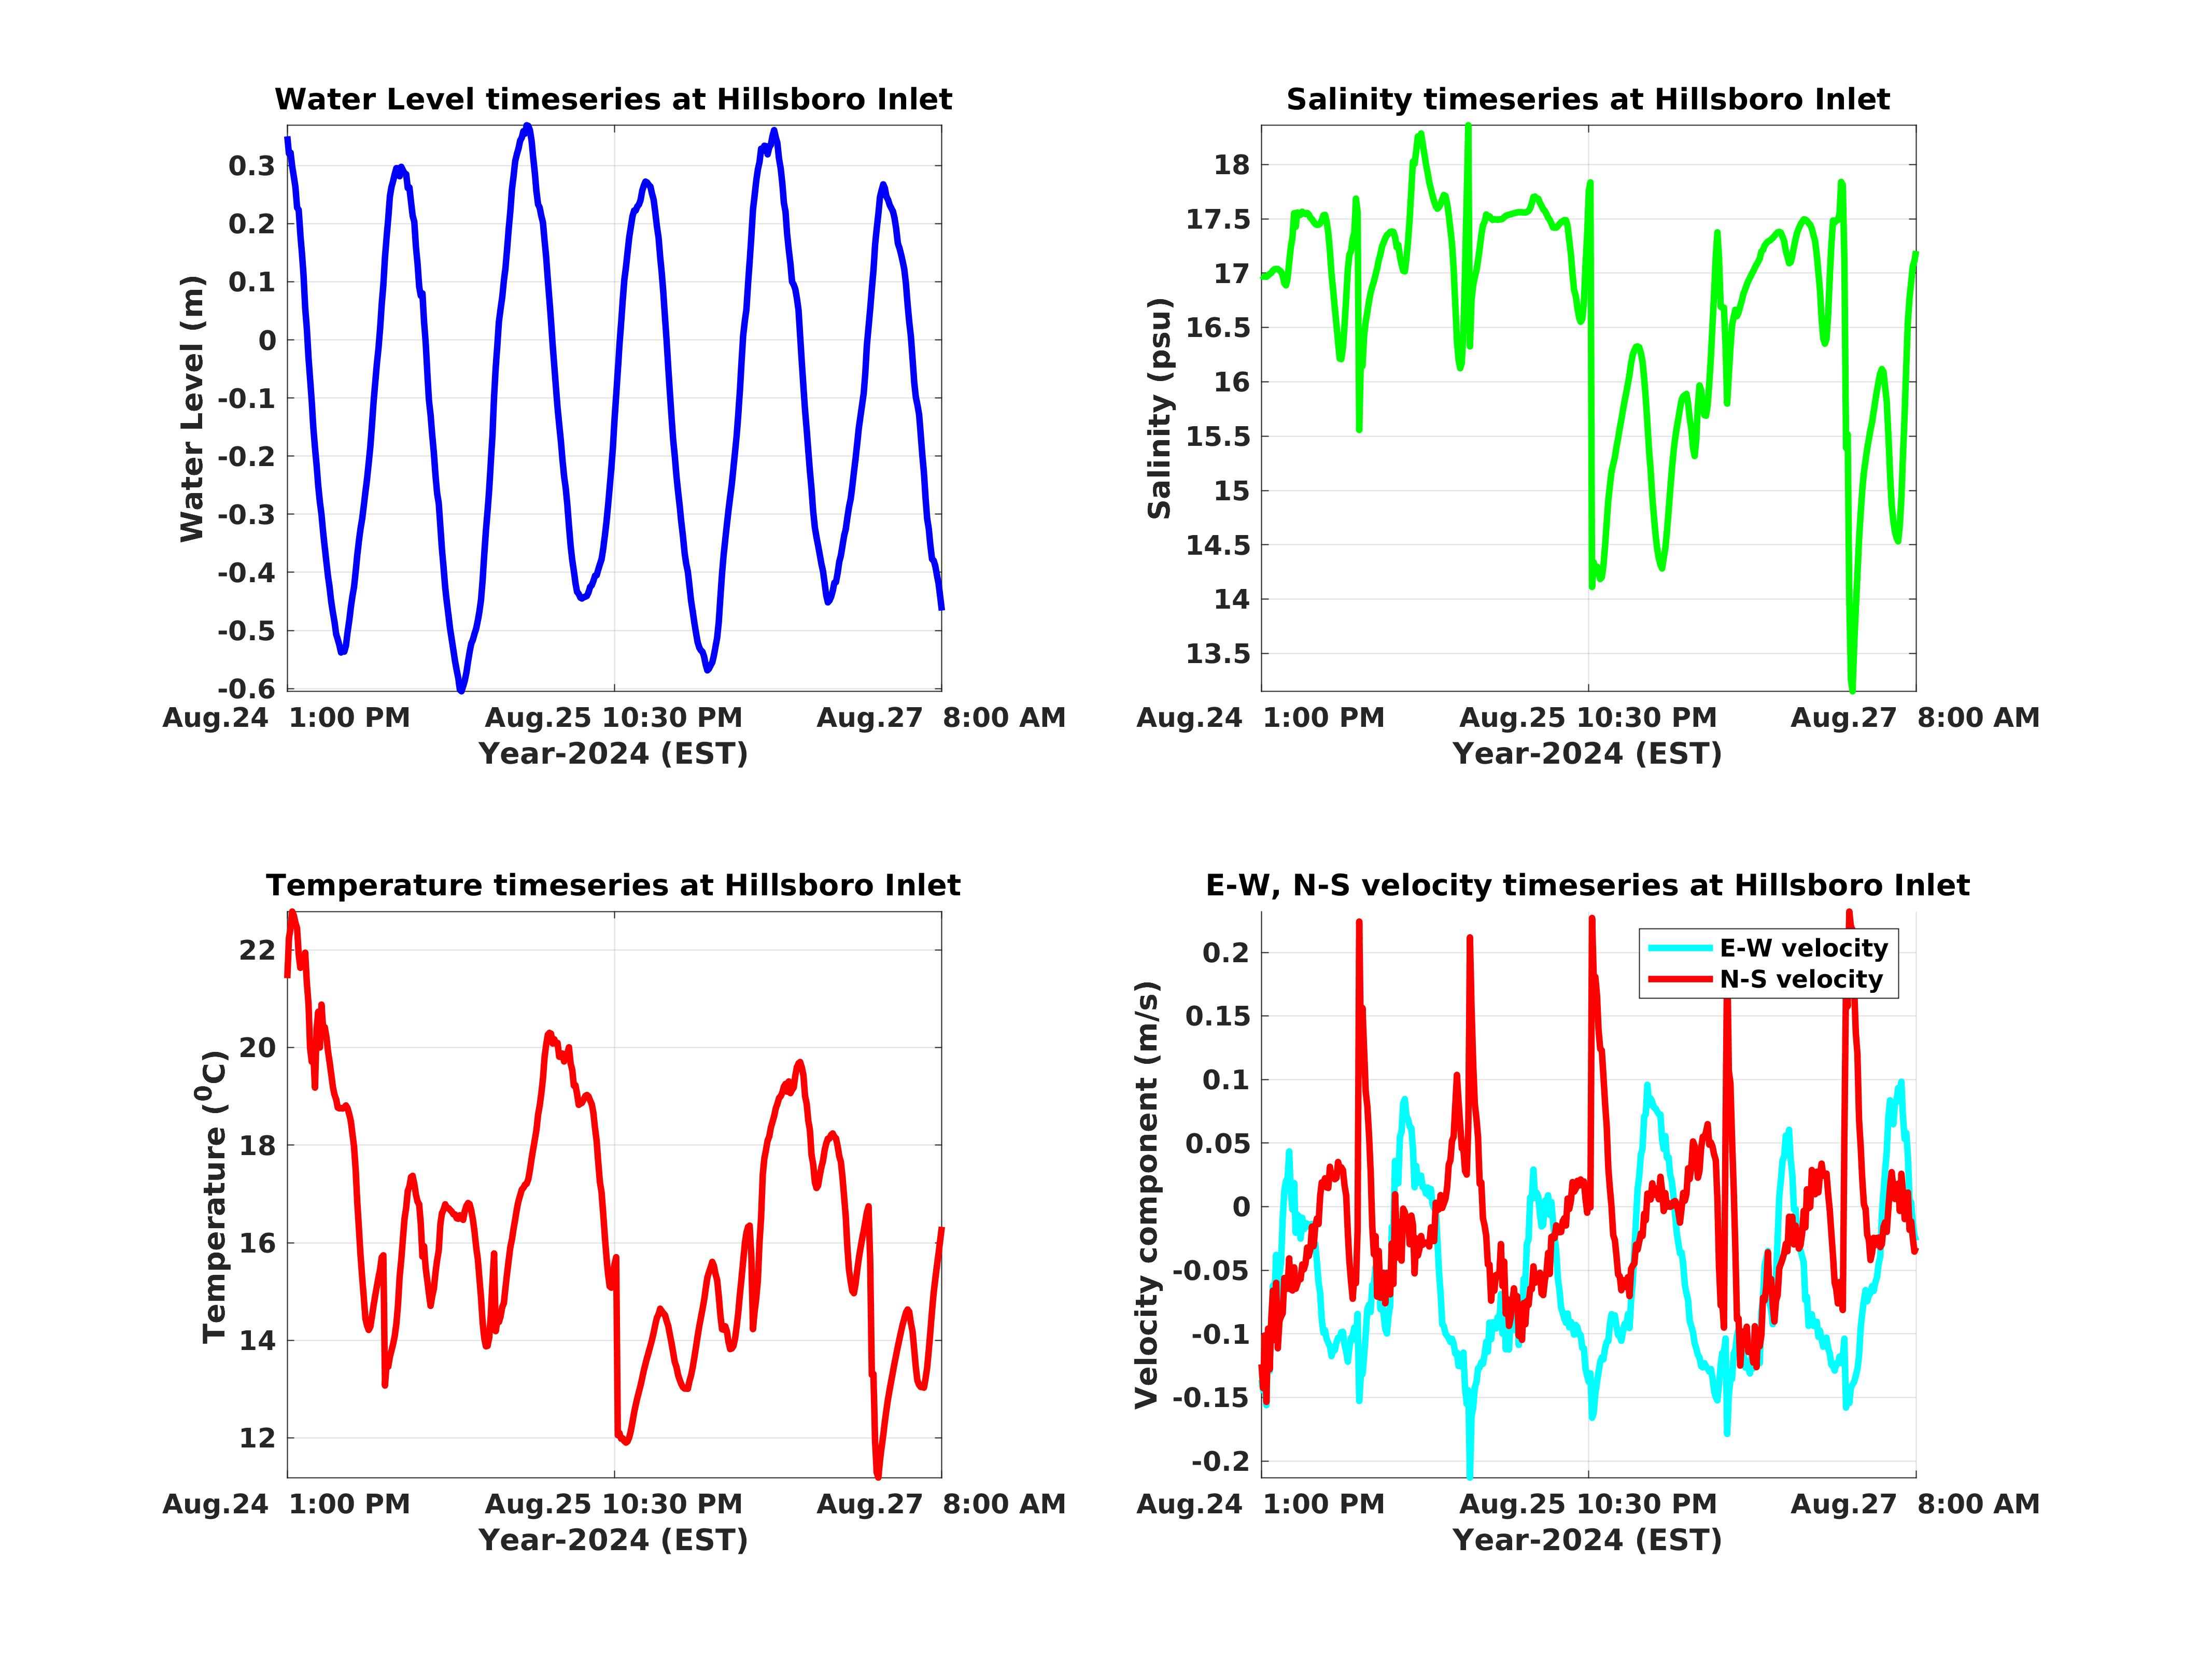 Water Level timeseries at Hillsboro Inlet
Water Level (m)
0.3
0.2
0.1
0
-0.1
-0.2
-0.3
-0.4
-0.5
-0.6
Aug.24 1:00 PM
Aug.25 10:30 PM
Aug.27 8:00 AM
Year-2024 (EST)
Salinity timeseries at Hillsboro Inlet
Salinity (psu)
18
17.5
17
16.5
16
15.5
15
14.5
14
13.5
Aug.24 1:00 PM
Aug.25 10:30 PM
Aug.27 8:00 AM
Year-2024 (EST)
Temperature timeseries at Hillsboro Inlet
Temperature (⁰C)
22
20
18
16
14
12
Aug.24 1:00 PM
Aug.25 10:30 PM
Aug.27 8:00 AM
Year-2024 (EST)
E-W, N-S velocity timeseries at Hillsboro Inlet
Velocity component (m/s)
0.2
0.15
0.1
0.05
0
-0.05
-0.1
-0.15
-0.2
E-W velocity
N-S velocity
Aug.24 1:00 PM
Aug.25 10:30 PM
Aug.27 8:00 AM
Year-2024 (EST)